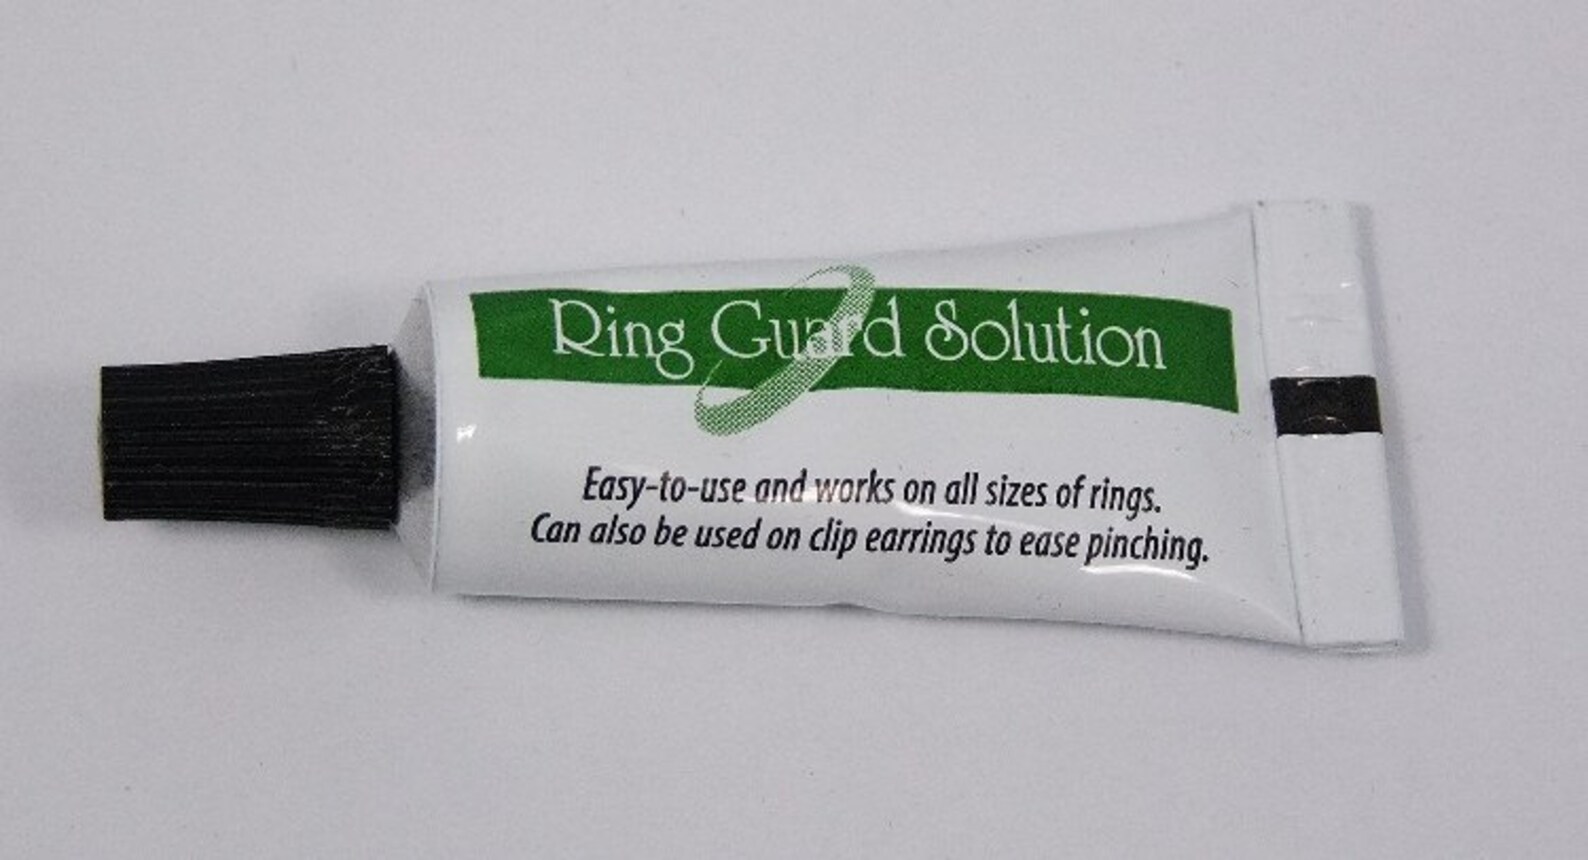 Ring Guard Solution
Easy-to-use and works on all sizes of rings.
Can also be used on clip earrings to ease pinching.